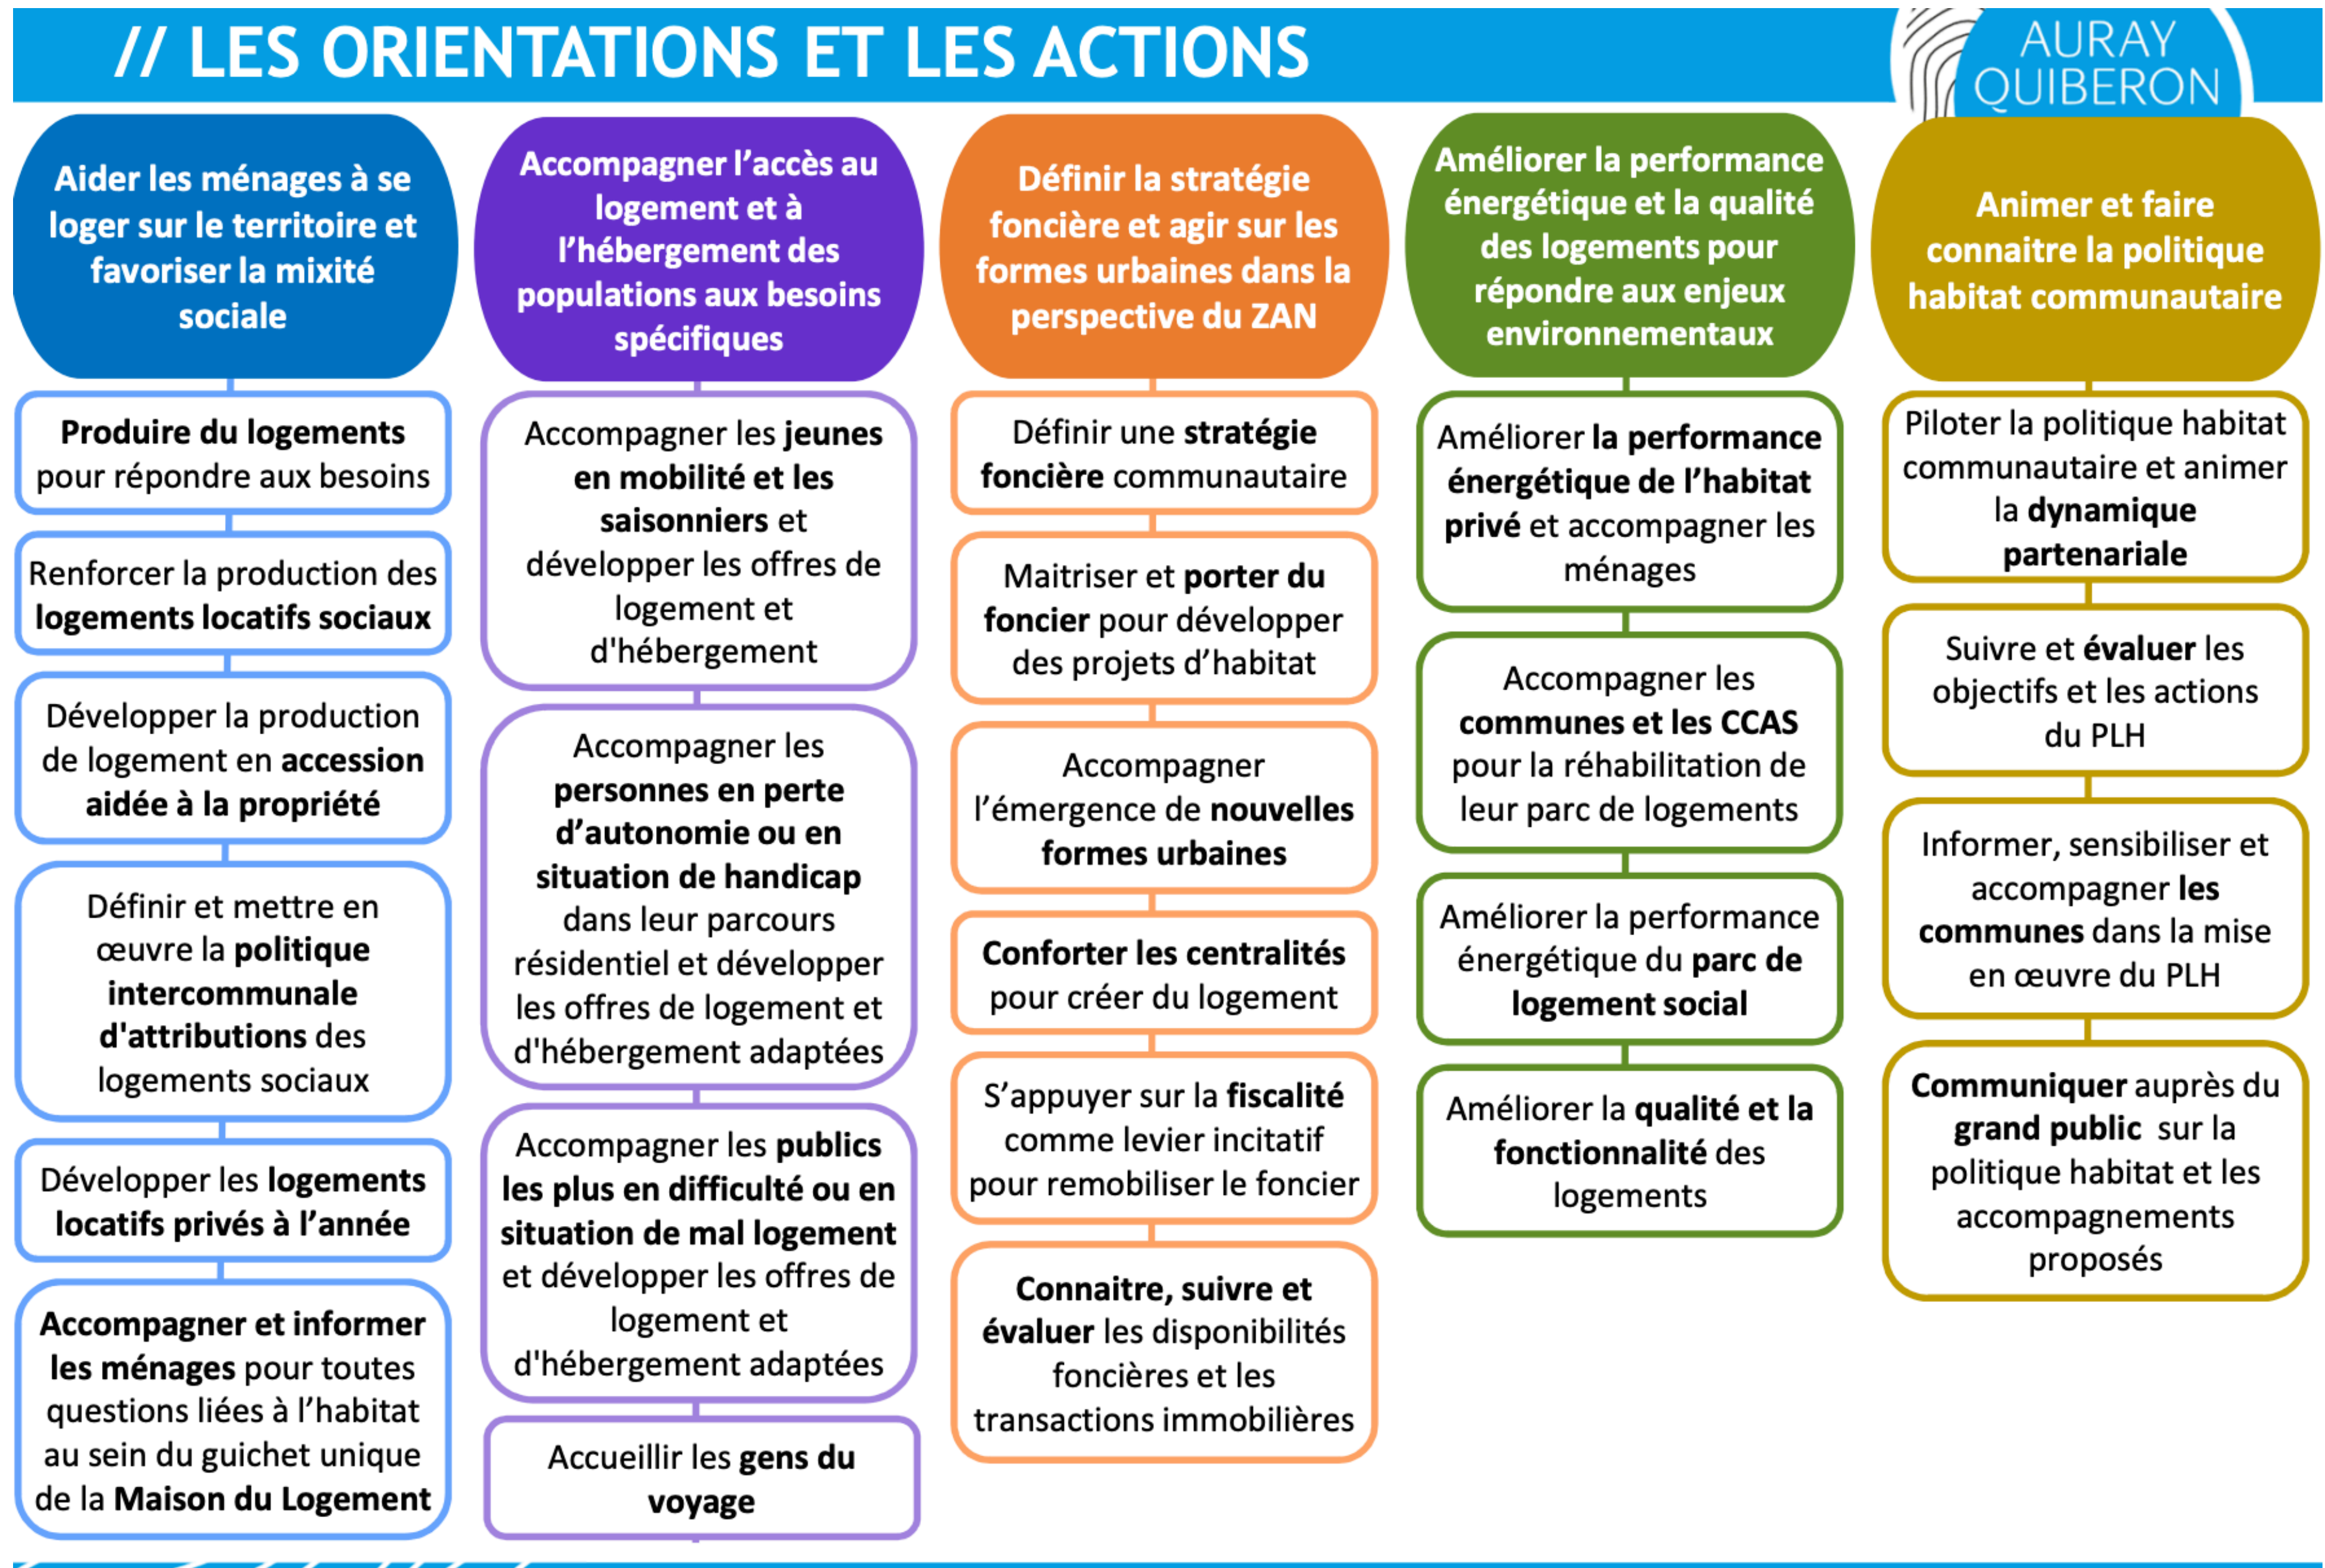 // LES ORIENTATIONS ET LES ACTIONS
AURAY
QUIBERON
Aider les ménages à se
loger sur le territoire et
favoriser la mixité
sociale
Produire du logements
pour répondre aux besoins
Renforcer la production des
logements locatifs sociaux
Développer la production
de logement en accession
aidée à la propriété
Définir et mettre en
œuvre la politique
intercommunale
d'attributions des
logements sociaux
Développer les logements
locatifs privés à l’année
Accompagner et informer
les ménages pour toutes
questions liées à l’habitat
au sein du guichet unique
de la Maison du Logement
Accompagner l’accès au
logement et à
l’hébergement des
populations aux besoins
spécifiques
Accompagner les jeunes
en mobilité et les
saisonniers et
développer les offres de
logement et
d'hébergement
Accompagner les
personnes en perte
d’autonomie ou en
situation de handicap
dans leur parcours
résidentiel et développer
les offres de logement et
d'hébergement adaptées
Accompagner les publics
les plus en difficulté ou en
situation de mal logement
et développer les offres de
logement et
d'hébergement adaptées
Accueillir les gens du
voyage
Définir la stratégie
foncière et agir sur les
formes urbaines dans la
perspective du ZAN
Définir une stratégie
foncière communautaire
Maitriser et porter du
foncier pour développer
des projets d’habitat
Accompagner
l’émergence de nouvelles
formes urbaines
Conforter les centralités
pour créer du logement
S’appuyer sur la fiscalité
comme levier incitatif
pour remobiliser le foncier
Connaitre, suivre et
évaluer les disponibilités
foncières et les
transactions immobilières
Améliorer la performance
énergétique et la qualité
des logements pour
répondre aux enjeux
environnementaux
Améliorer la performance
énergétique de l’habitat
privé et accompagner les
ménages
Accompagner les
communes et les CCAS
pour la réhabilitation de
leur parc de logements
Améliorer la performance
énergétique du parc de
logement social
Améliorer la qualité et la
fonctionnalité des
logements
Animer et faire
connaitre la politique
habitat communautaire
Piloter la politique habitat
communautaire et animer
la dynamique
partenariale
Suivre et évaluer les
objectifs et les actions
du PLH
Informer, sensibiliser et
accompagner les
communes dans la mise
en œuvre du PLH
Communiquer auprès du
grand public sur la
politique habitat et les
accompagnements
proposés